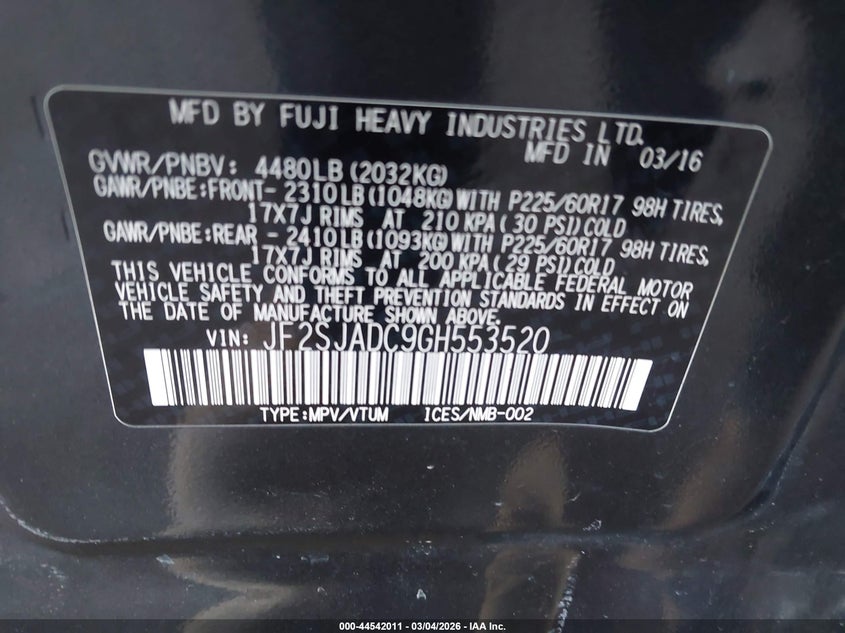 MFD BY FUJI HEAVY INDUSTRIES LTD.
MFD IN 03/16
GVWR/PNBV: 4480LB(2032KG)
GAWR/PNBE:FRONT- 2310LB(1048KG)WITH P225/60R17 98H TIRES,
17X7J RIMS AT 210 KPA( 30 PSI)COLD
GAWR/PNBE:REAR - 2410LB(1093KG)WITH P225/60R17 98H TIRES,
17X7J RIMS AT 200 KPA( 29 PSI)COLD
THIS VEHICLE CONFORMS TO ALL APPLICABLE FEDERAL MOTOR
VEHICLE SAFETY AND THEFT PREVENTION STANDARDS IN EFFECT ON
THE DATE OF MANUFACTURE SHOWN ABOVE.
VIN: JF2SJADC9GH553520
TYPE:MPV/VTUM ICES/NMB-002
000-44542011 - 03/04/2026 - IAA Inc.